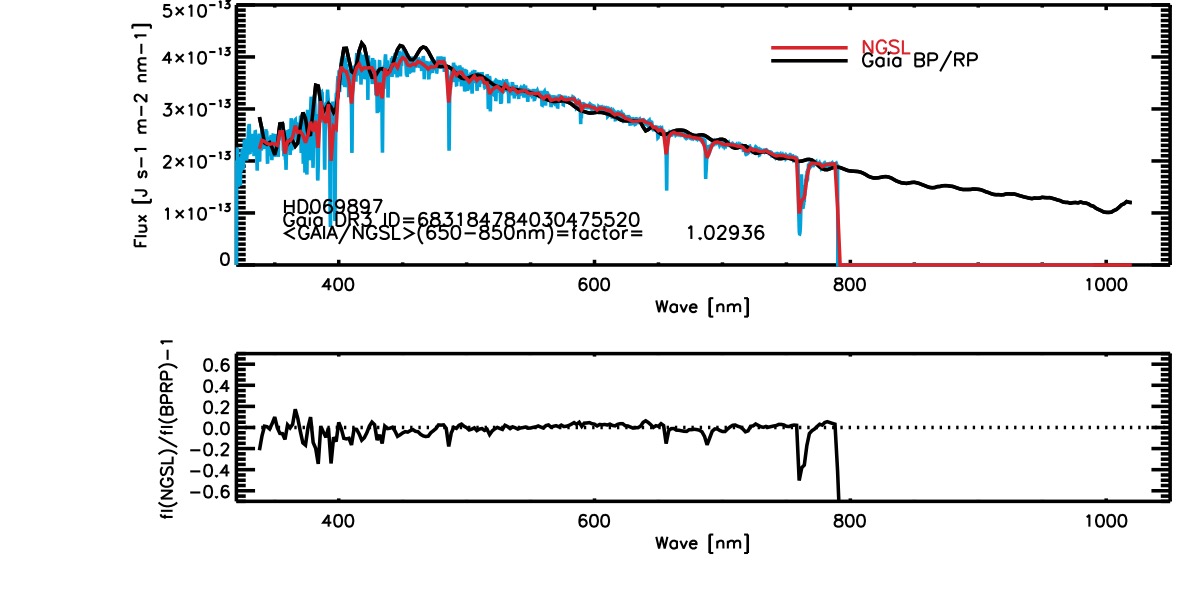 5×10−13
4×10−13
3×10−13
2×10−13
1×10−13
0
Flux [J s−1 m−2 nm−1]
NGSL
Gaia BP/RP
HD069897
Gaia DR3 ID=683184784030475520
<GAIA/NGSL>(650−850nm)=factor= 1.02936
400 600 800 1000
Wave [nm]
fl(NGSL)/fl(BPRP)−1
0.6
0.4
0.2
0.0
−0.2
−0.4
−0.6
400 600 800 1000
Wave [nm]